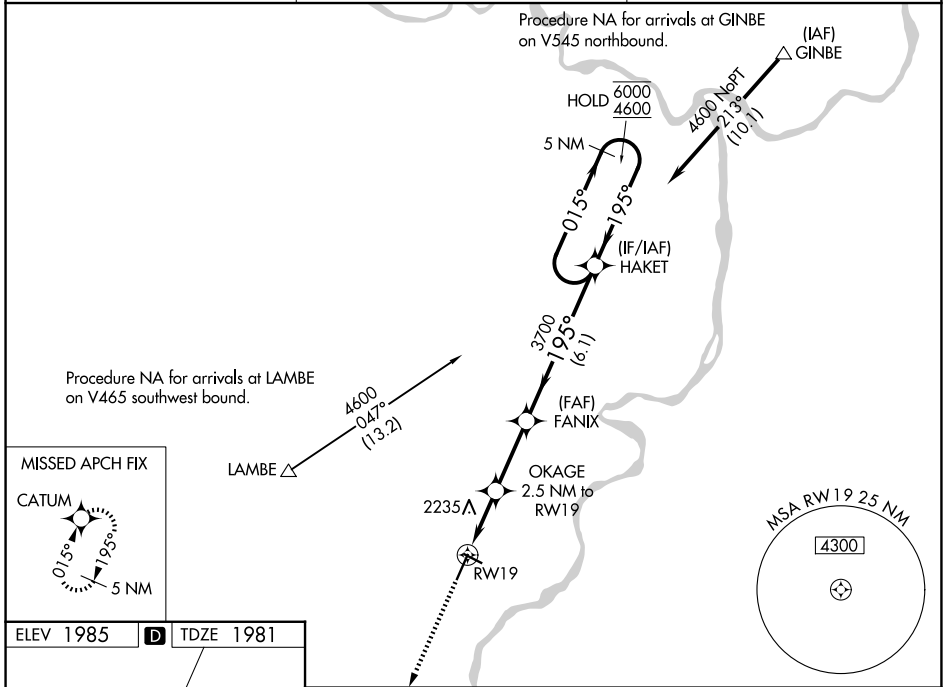 Procedure NA for arrivals at GINBE
on V545 northbound.
(IAF)
GINBE
HOLD 6000
4600
4600 NoPT
213°
(10.1)
5 NM
015°
195°
(IF/IAF)
HAKET
3700
195°
(6.1)
Procedure NA for arrivals at LAMBE
on V465 southwest bound.
4600
047°
(13.2)
(FAF)
FANIX
LAMBE
MISSED APCH FIX
CATUM
015°
195°
5 NM
OKAGE
2.5 NM to
RW19
2235
RW19
MSA RW19 25 NM
4300
ELEV 1985 D TDZE 1981